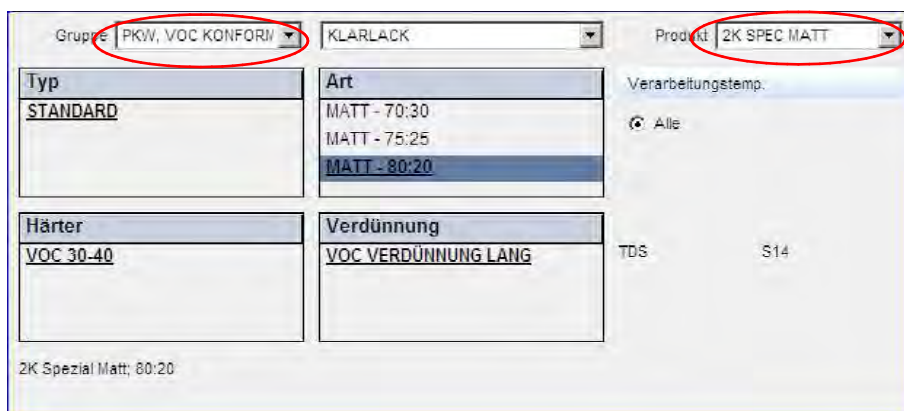 Gruppe PKW, VOC KONFORM KLARLACK Produkt 2K SPEC MATT
Typ Art Verarbeitungstemp.
STANDARD MATT - 70:30 Alle
MATT - 75:25
MATT - 80:20
Härter Verdünnung
VOC 30-40 VOC VERDÜNNUNG LANG TDS S14
2K Spezial Matt; 80:20